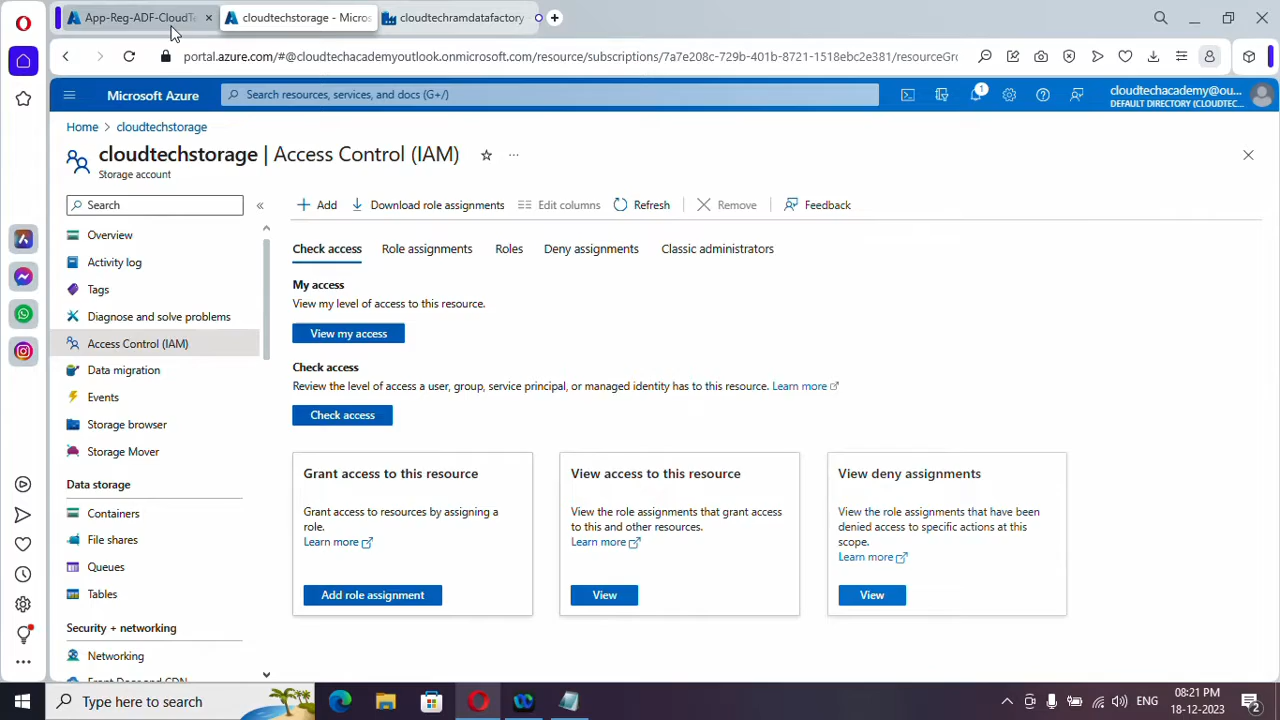 App-Reg-ADF-CloudTe
cloudtechstorage - Micros
cloudtechramdatafactory
portal.azure.com/#@cloudtechacademyoutlook.onmicrosoft.com/resource/subscriptions/7a7e208c-729b-401b-8721-1518ebc2e381/resourceGro
Microsoft Azure
Search resources, services, and docs (G+/)
1
cloudtechacademy@ou...
DEFAULT DIRECTORY (CLOUDTEC...
Home > cloudtechstorage
cloudtechstorage | Access Control (IAM)
Storage account
Search
Overview
Activity log
Tags
Diagnose and solve problems
Access Control (IAM)
Data migration
Events
Storage browser
Storage Mover
Data storage
Containers
File shares
Queues
Tables
Security + networking
Networking
Front Door and CDN
Add
Download role assignments
Edit columns
Refresh
Remove
Feedback
Check access
Role assignments
Roles
Deny assignments
Classic administrators
My access
View my level of access to this resource.
View my access
Check access
Review the level of access a user, group, service principal, or managed identity has to this resource. Learn more
Check access
Grant access to this resource
Grant access to resources by assigning a
role.
Learn more
Add role assignment
View access to this resource
View the role assignments that grant access
to this and other resources.
Learn more
View
View deny assignments
View the role assignments that have been
denied access to specific actions at this
scope.
Learn more
View
Type here to search
ENG
08:21 PM
18-12-2023
2